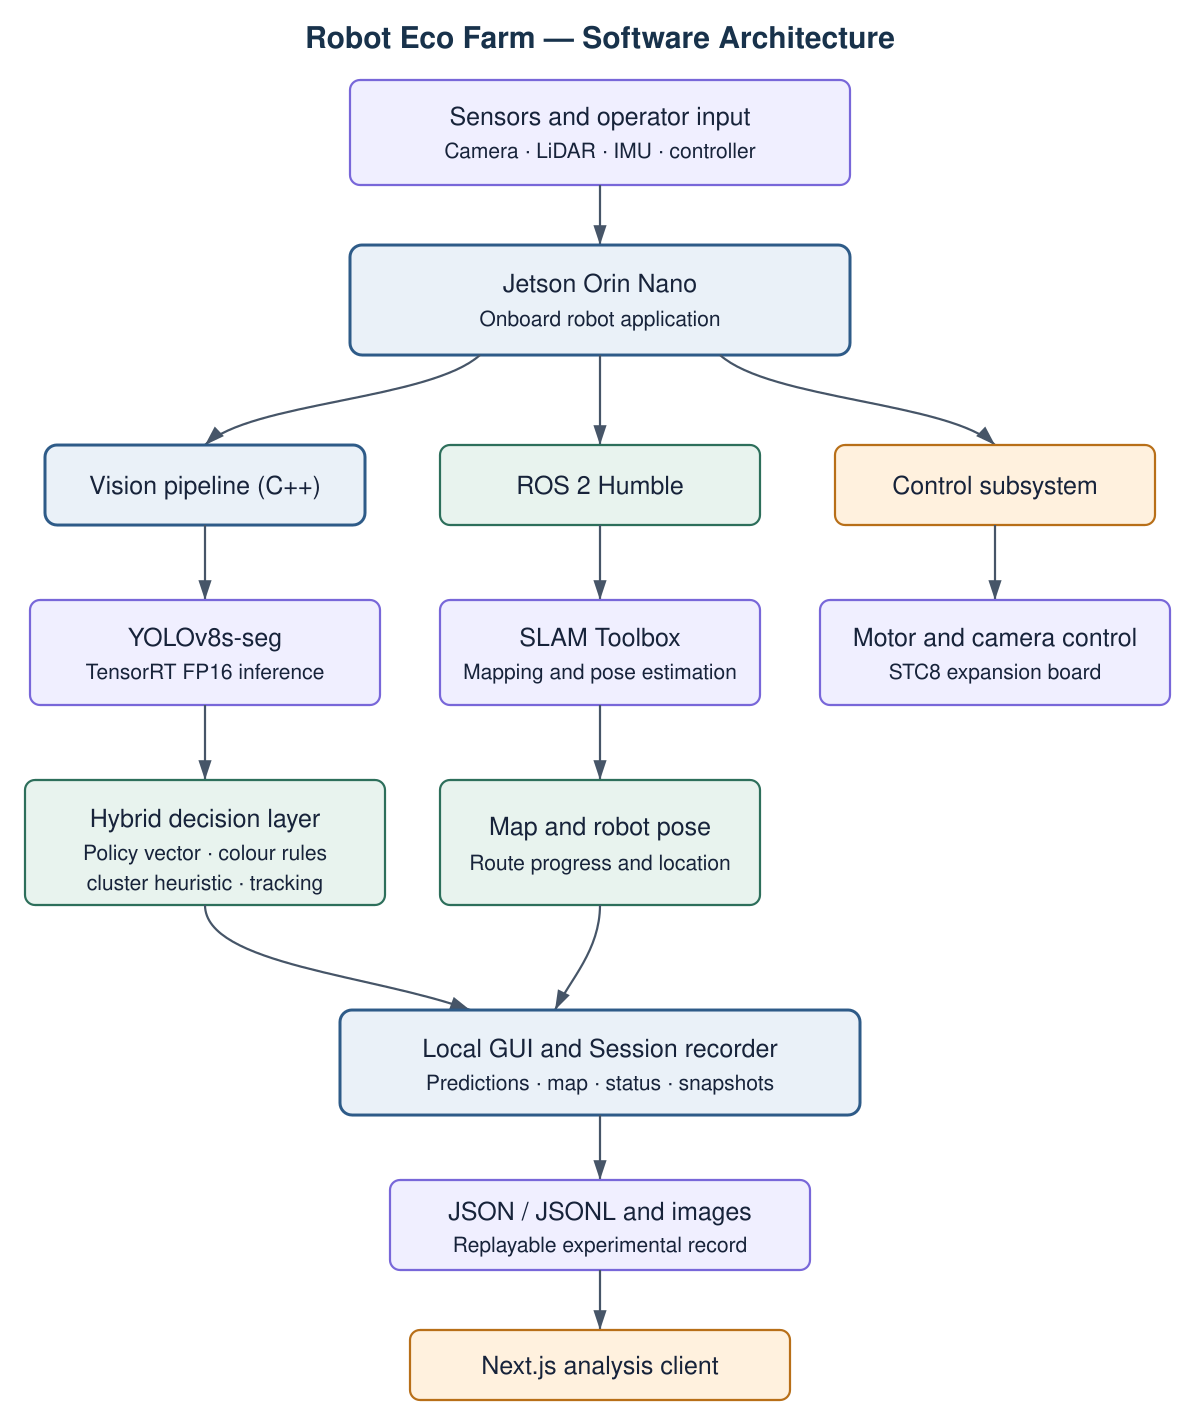 Robot Eco Farm — Software Architecture
Sensors and operator input
Camera · LiDAR · IMU · controller
Jetson Orin Nano
Onboard robot application
Vision pipeline (C++)
ROS 2 Humble
Control subsystem
YOLOv8s-seg
TensorRT FP16 inference
SLAM Toolbox
Mapping and pose estimation
Motor and camera control
STC8 expansion board
Hybrid decision layer
Policy vector · colour rules
cluster heuristic · tracking
Map and robot pose
Route progress and location
Local GUI and Session recorder
Predictions · map · status · snapshots
JSON / JSONL and images
Replayable experimental record
Next.js analysis client